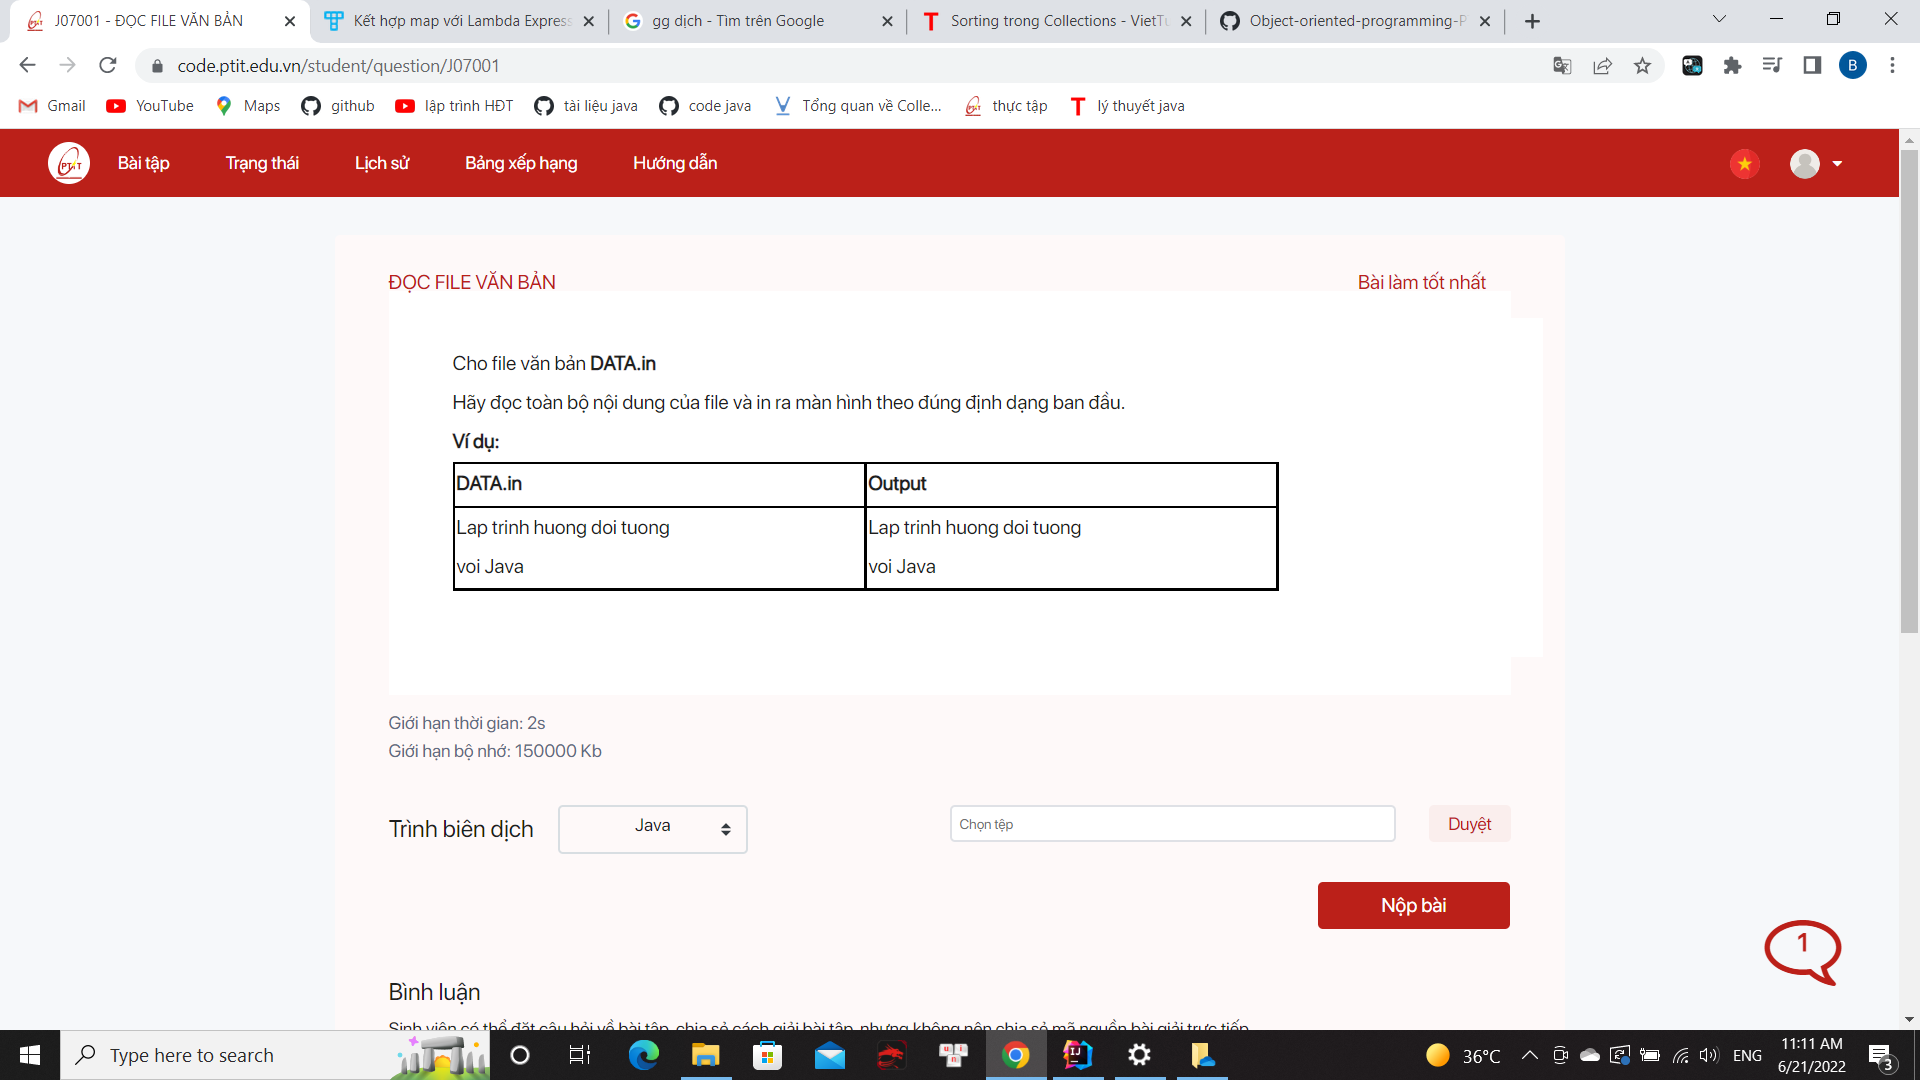 J07001 - ĐỌC FILE VĂN BẢN
Kết hợp map với Lambda Express
gg dịch - Tìm trên Google
Sorting trong Collections - VietTu
Object-oriented-programming-P
code.ptit.edu.vn/student/question/J07001
B
Gmail
YouTube
Maps
github
lập trình HĐT
tài liệu java
code java
Tổng quan về Colle...
thực tập
lý thuyết java
PTIT
Bài tập
Trạng thái
Lịch sử
Bảng xếp hạng
Hướng dẫn
ĐỌC FILE VĂN BẢN
Bài làm tốt nhất
Cho file văn bản DATA.in
Hãy đọc toàn bộ nội dung của file và in ra màn hình theo đúng định dạng ban đầu.
Ví dụ:
DATA.in
Output
Lap trinh huong doi tuong
voi Java
Lap trinh huong doi tuong
voi Java
Giới hạn thời gian: 2s
Giới hạn bộ nhớ: 150000 Kb
Trình biên dịch
Java
Chọn tệp
Duyệt
Nộp bài
1
Bình luận
Sinh viên có thể đặt câu hỏi về bài tập, chia sẻ cách giải bài tập, nhưng không nên chia sẻ mã nguồn bài giải trực tiếp
Type here to search
36°C
ENG
11:11 AM
6/21/2022
3